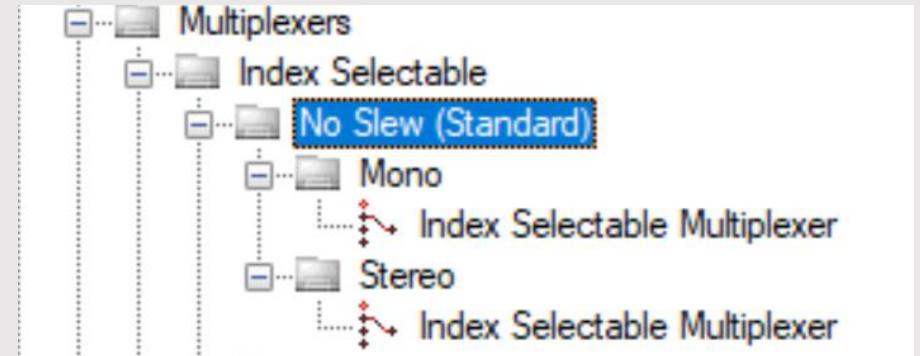 Multiplexers
Index Selectable
No Slew (Standard)
Mono
Index Selectable Multiplexer
Stereo
Index Selectable Multiplexer